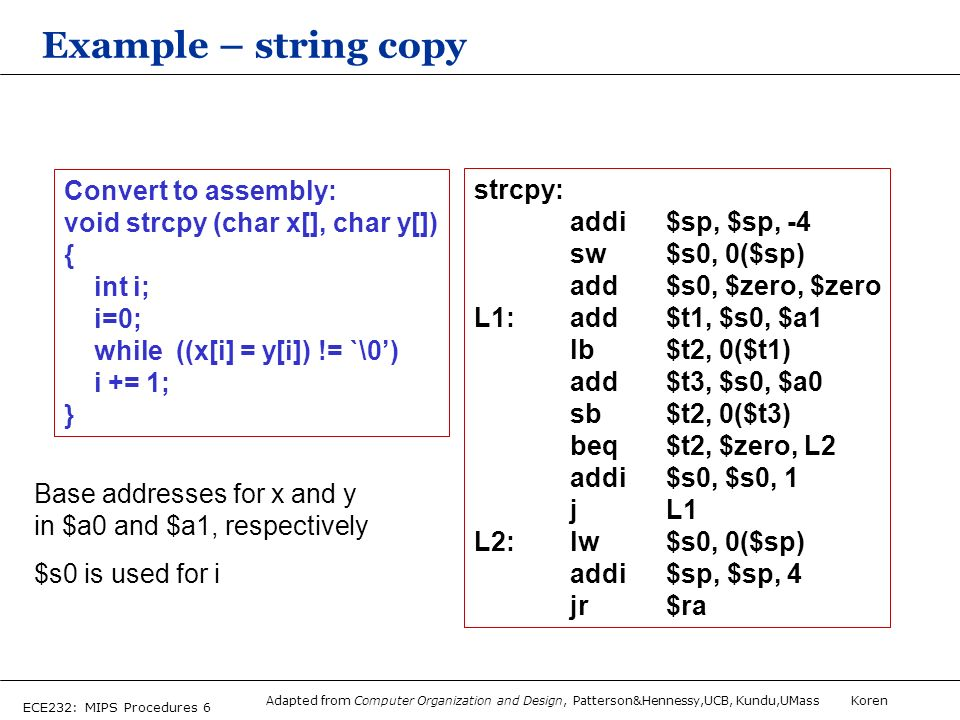 Example – string copy
Convert to assembly:
void strcpy (char x[], char y[])
{
int i;
i=0;
while ((x[i] = y[i]) != `\0’)
i += 1;
}
Base addresses for x and y
in $a0 and $a1, respectively
$s0 is used for i
strcpy:
addi $sp, $sp, -4
sw $s0, 0($sp)
add $s0, $zero, $zero
L1: add $t1, $s0, $a1
lb $t2, 0($t1)
add $t3, $s0, $a0
sb $t2, 0($t3)
beq $t2, $zero, L2
addi $s0, $s0, 1
j L1
L2: lw $s0, 0($sp)
addi $sp, $sp, 4
jr $ra
ECE232: MIPS Procedures 6
Adapted from Computer Organization and Design, Patterson&Hennessy,UCB, Kundu,UMass Koren